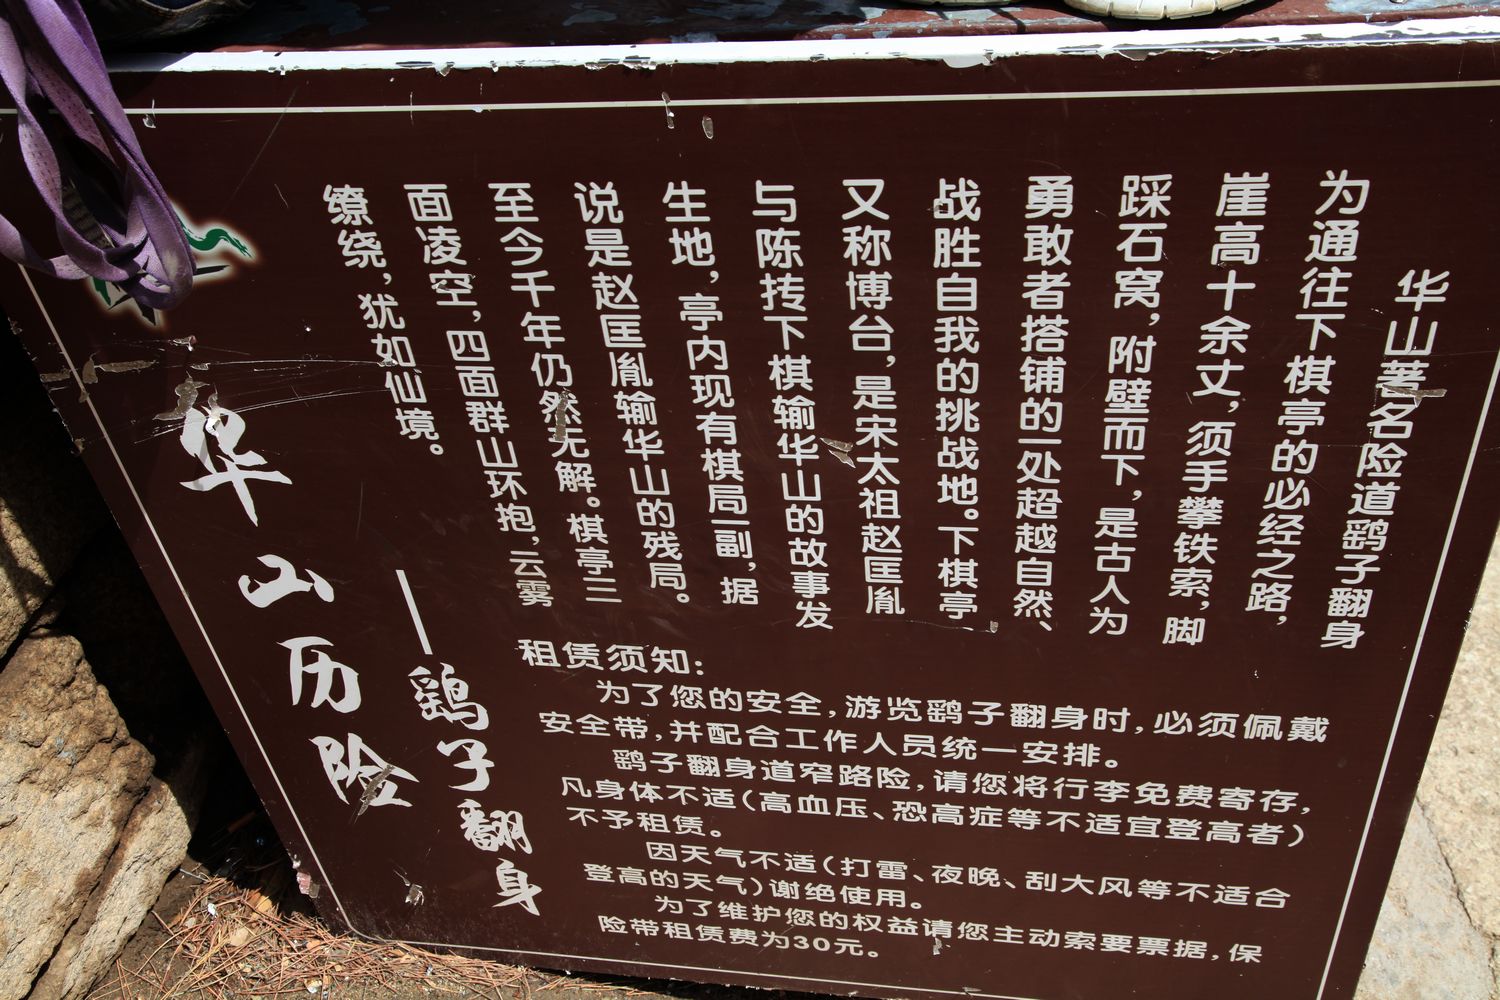 华山著名险道鹞子翻身
为通往下棋亭的必经之路，
崖高十余丈，须手攀铁索，脚
踩石窝，附壁而下，是古人为
勇敢者搭铺的一处超越自然、
战胜自我的挑战地。下棋亭
又称博台，是宋太祖赵匡胤
与陈抟下棋输华山的故事发
生地，亭内现有棋局一副，据
说是赵匡胤输华山的残局。
至今千年仍然无解。棋亭三
面凌空，四面群山环抱，云雾
缭绕，犹如仙境。
华山历险
——鹞子翻身
租赁须知：
为了您的安全，游览鹞子翻身时，必须佩戴
安全带，并配合工作人员统一安排。
鹞子翻身道窄路险，请您将行李免费寄存，
凡身体不适（高血压、恐高症等不适宜登高者）
不予租赁。
因天气不适（打雷、夜晚、刮大风等不适合
登高的天气）谢绝使用。
为了维护您的权益请您主动索要票据，保
险带租赁费为30元。